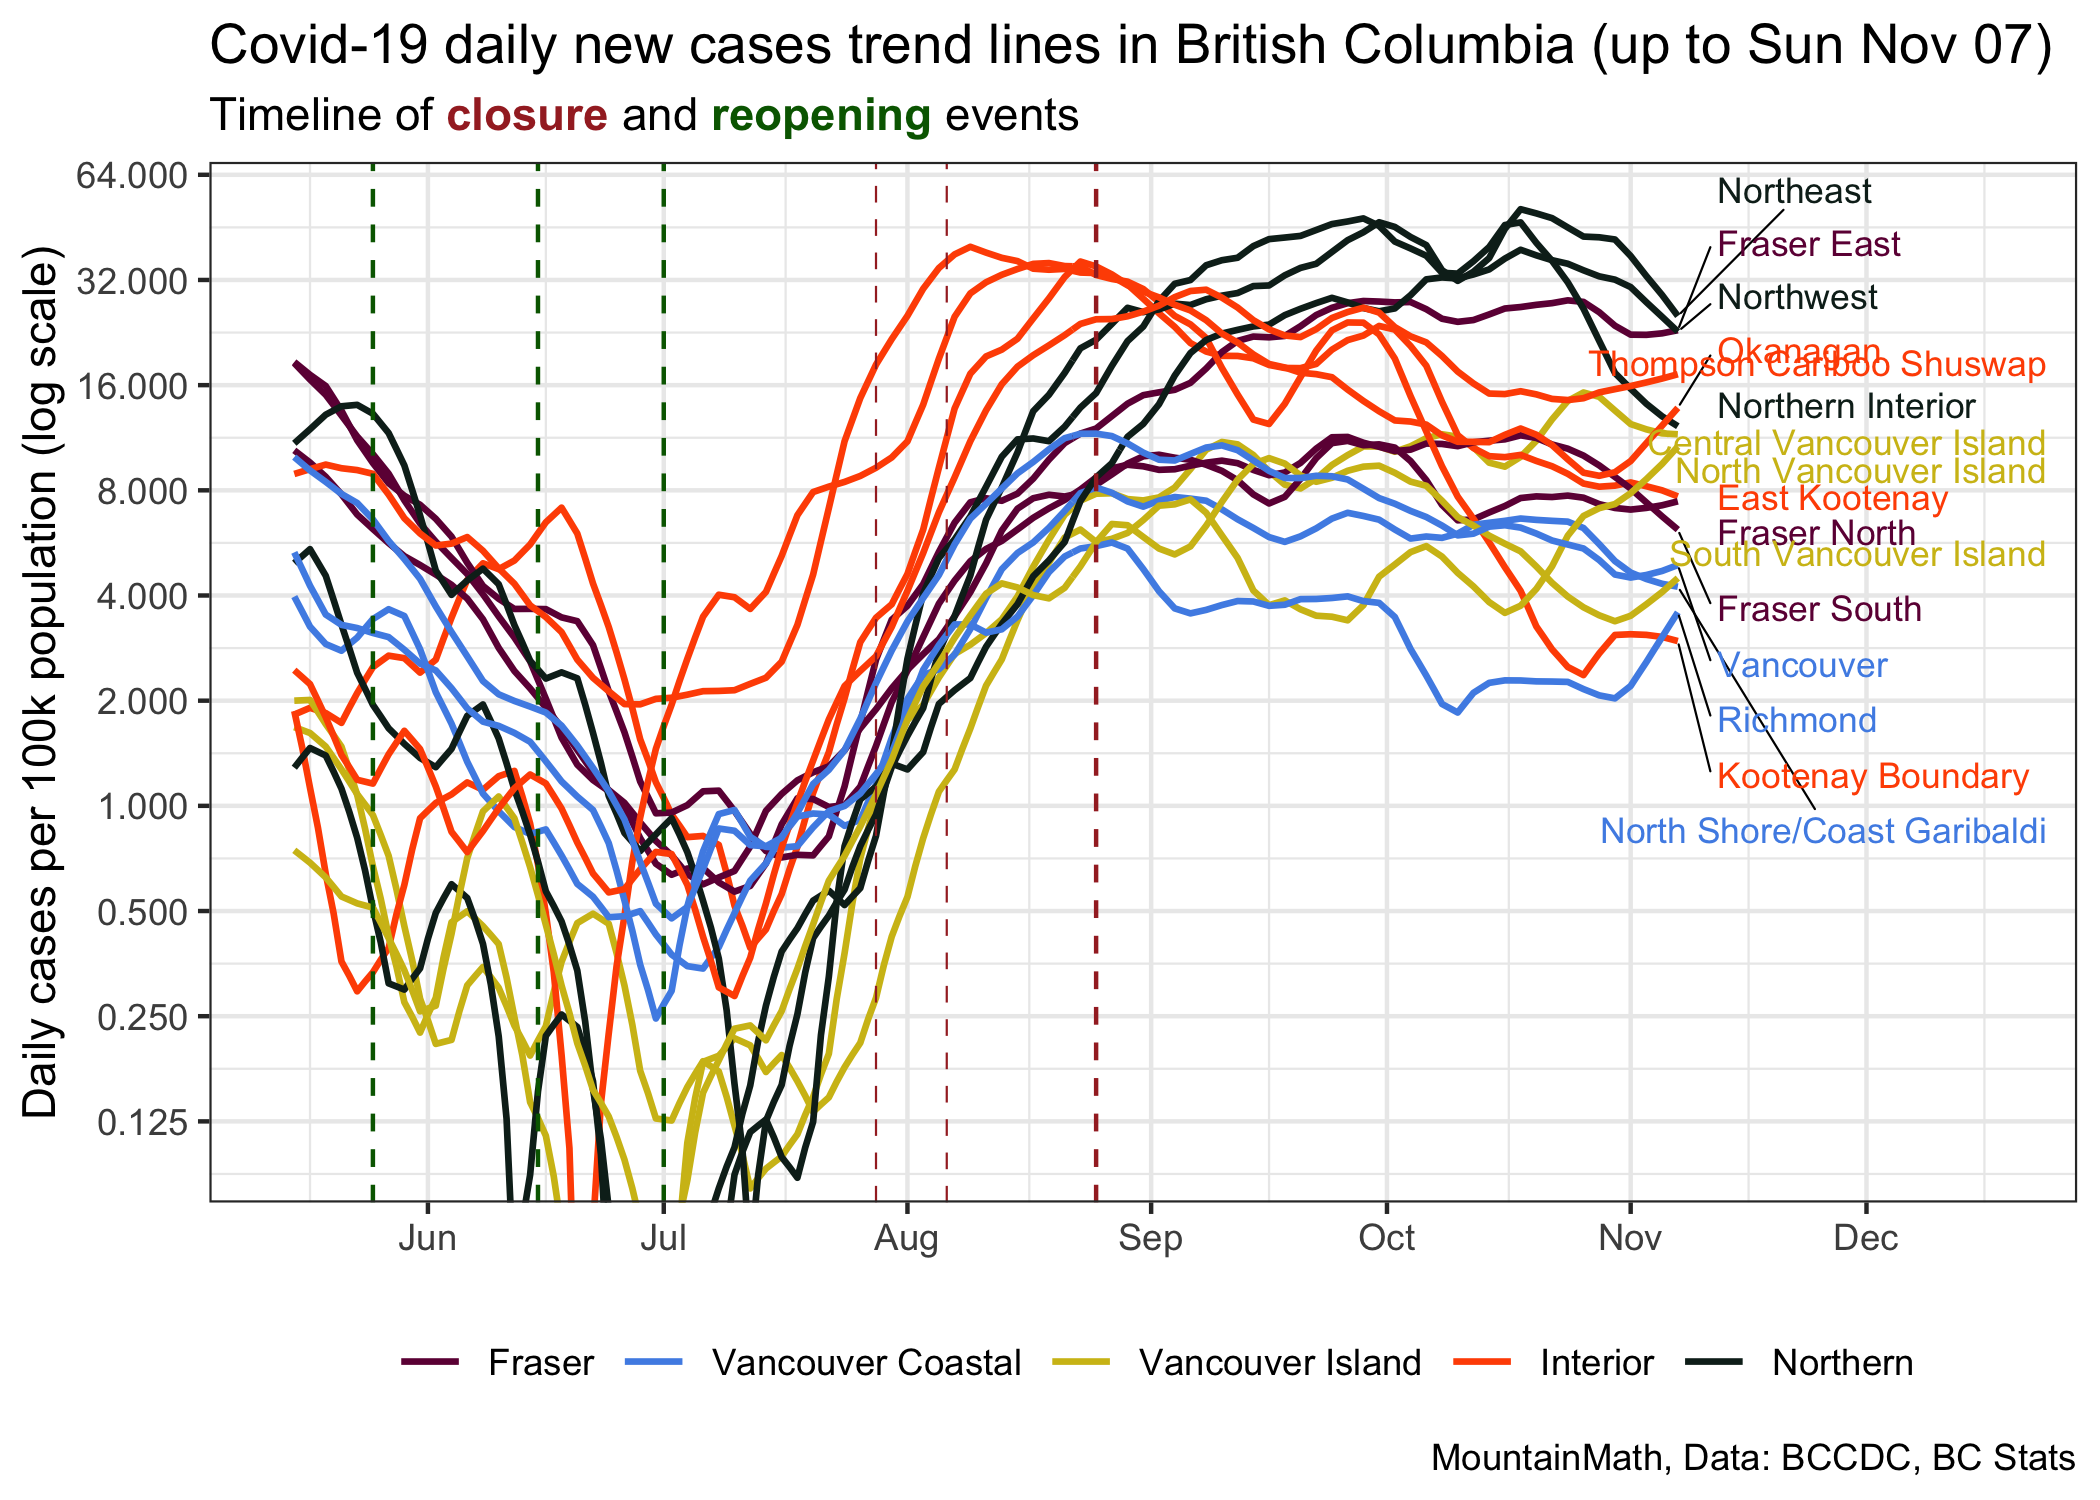 Covid-19 daily new cases trend lines in British Columbia (up to Sun Nov 07)
Timeline of closure and reopening events
Daily cases per 100k population (log scale)
64.000
32.000
16.000
8.000
4.000
2.000
1.000
0.500
0.250
0.125
Northeast
Fraser East
Northwest
Okanagan
Thompson Cariboo Shuswap
Northern Interior
Central Vancouver Island
North Vancouver Island
East Kootenay
Fraser North
South Vancouver Island
Fraser South
Vancouver
Richmond
Kootenay Boundary
North Shore/Coast Garibaldi
Jun
Jul
Aug
Sep
Oct
Nov
Dec
Fraser
Vancouver Coastal
Vancouver Island
Interior
Northern
MountainMath, Data: BCCDC, BC Stats